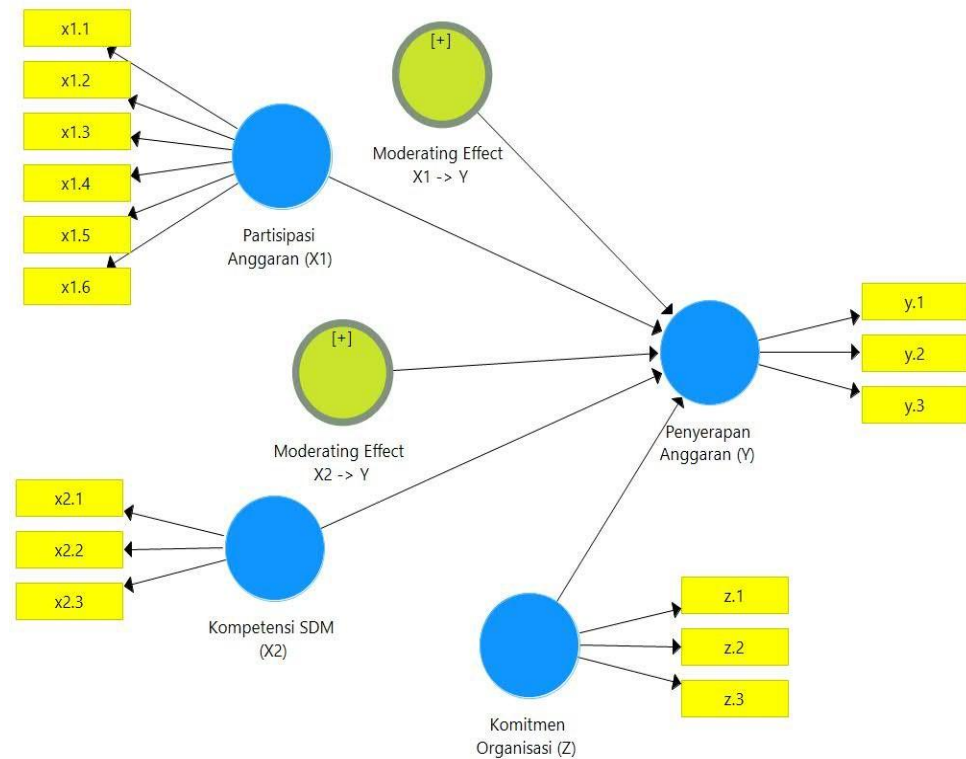 x1.1
x1.2
x1.3
x1.4
x1.5
x1.6
Partisipasi
Anggaran (X1)
[+]
Moderating Effect
X1 -> Y
[+]
Moderating Effect
X2 -> Y
x2.1
x2.2
x2.3
Kompetensi SDM
(X2)
Penyerapan
Anggaran (Y)
y.1
y.2
y.3
Komitmen
Organisasi (Z)
z.1
z.2
z.3